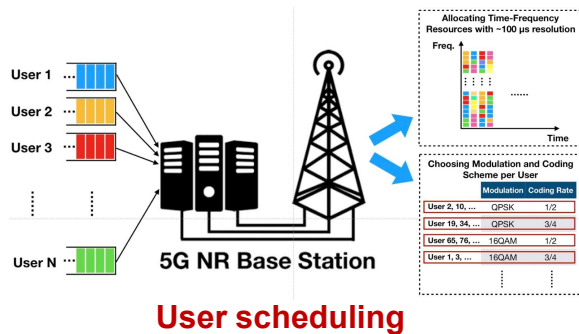 User 1
User 2
User 3
User N
5G NR Base Station
Allocating Time-Frequency
Resources with ~100 μs resolution
Freq.
Time
Choosing Modulation and Coding
Scheme per User
Modulation Coding Rate
User 2, 10, ... QPSK 1/2
User 19, 34, ... QPSK 3/4
User 65, 76, ... 16QAM 1/2
User 1, 3, ... 16QAM 3/4
User scheduling